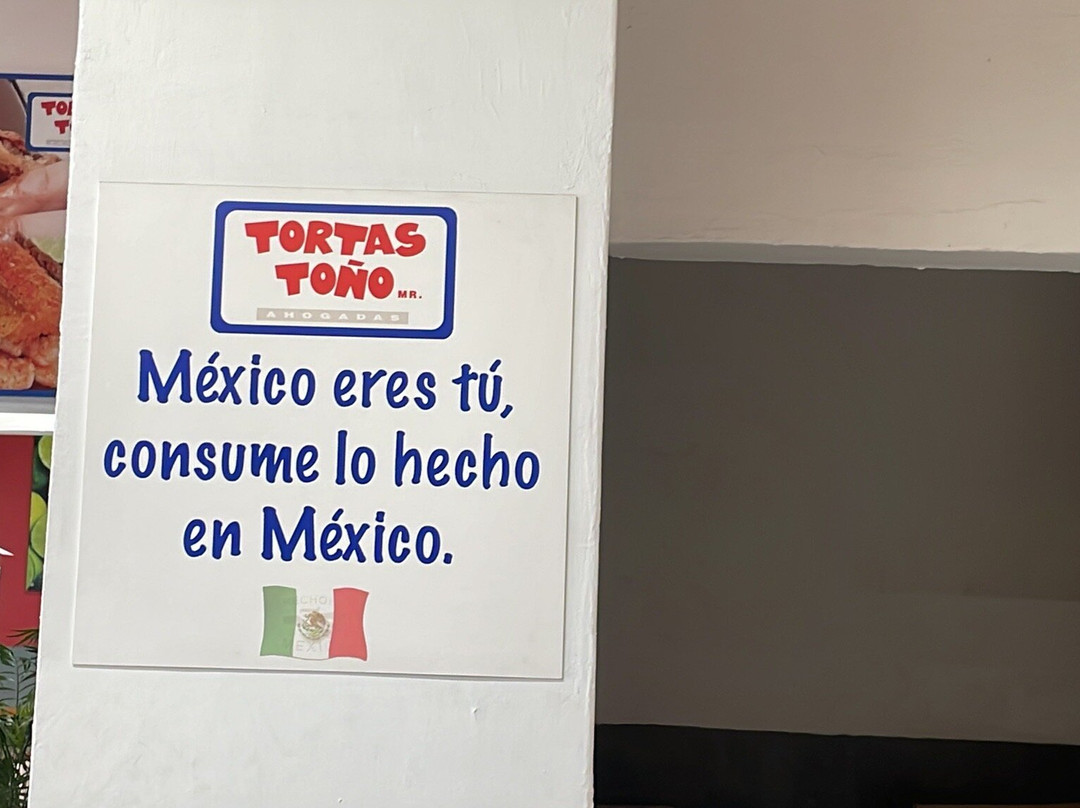 TORTAS
TOÑO MR.
AHOGADAS
México eres tú,
consume lo hecho
en México.